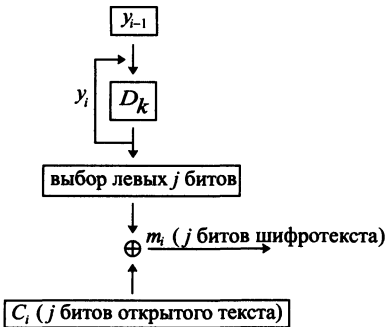 y_{i-1}
y_i
D_k
выбор левых j битов
m_i ( j битов шифротекста)
⊕
C_i ( j битов открытого текста)